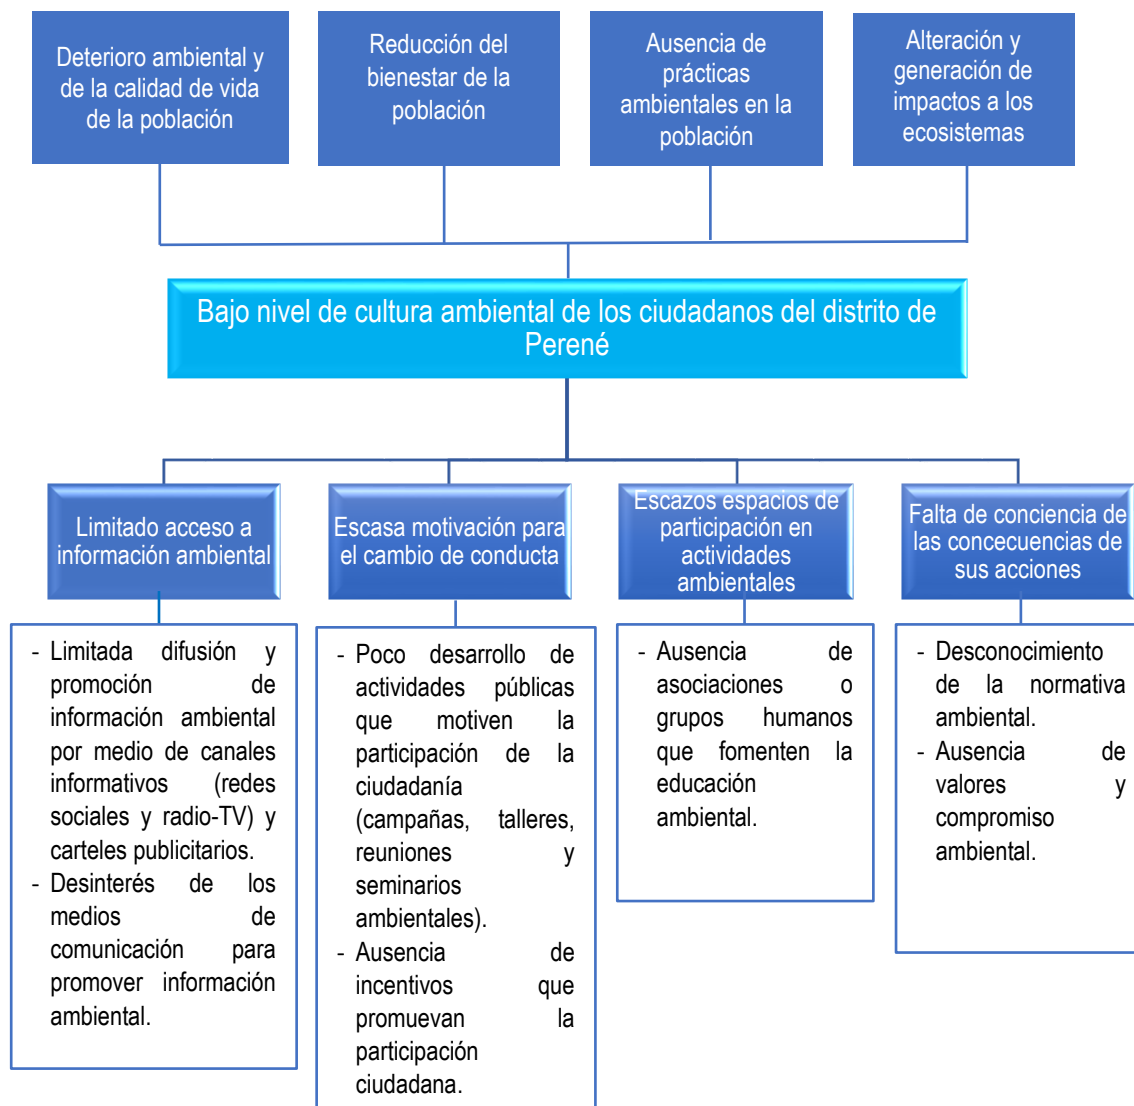 Deterioro ambiental y
de la calidad de vida
de la población
Reducción del
bienestar de la
población
Ausencia de
prácticas
ambientales en la
población
Alteración y
generación de
impactos a los
ecosistemas
Bajo nivel de cultura ambiental de los ciudadanos del distrito de
Perené
Limitado acceso a
información ambiental
Escasa motivación para
el cambio de conducta
Escazos espacios de
participación en
actividades
ambientales
Falta de conciencia de
las concecuencias de
sus acciones
- Limitada difusión y
promoción de
información ambiental
por medio de canales
informativos (redes
sociales y radio-TV) y
carteles publicitarios.
- Desinterés de los
medios de
comunicación para
promover información
ambiental.
- Poco desarrollo de
actividades públicas
que motiven la
participación de la
ciudadanía
(campañas, talleres,
reuniones y
seminarios
ambientales).
- Ausencia de
incentivos que
promuevan la
participación
ciudadana.
- Ausencia de
asociaciones o
grupos humanos
que fomenten la
educación
ambiental.
- Desconocimiento
de la normativa
ambiental.
- Ausencia de
valores y
compromiso
ambiental.